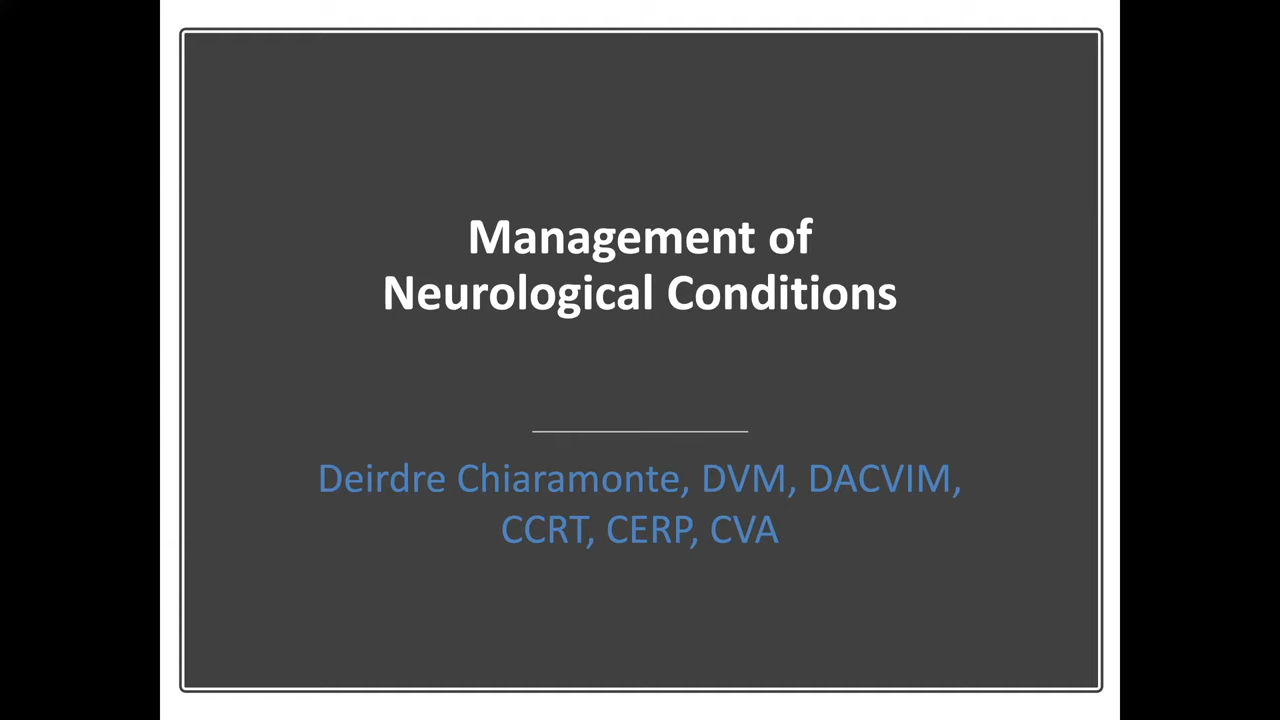 Management of
Neurological Conditions
Deirdre Chiaramonte, DVM, DACVIM,
CCRT, CERP, CVA